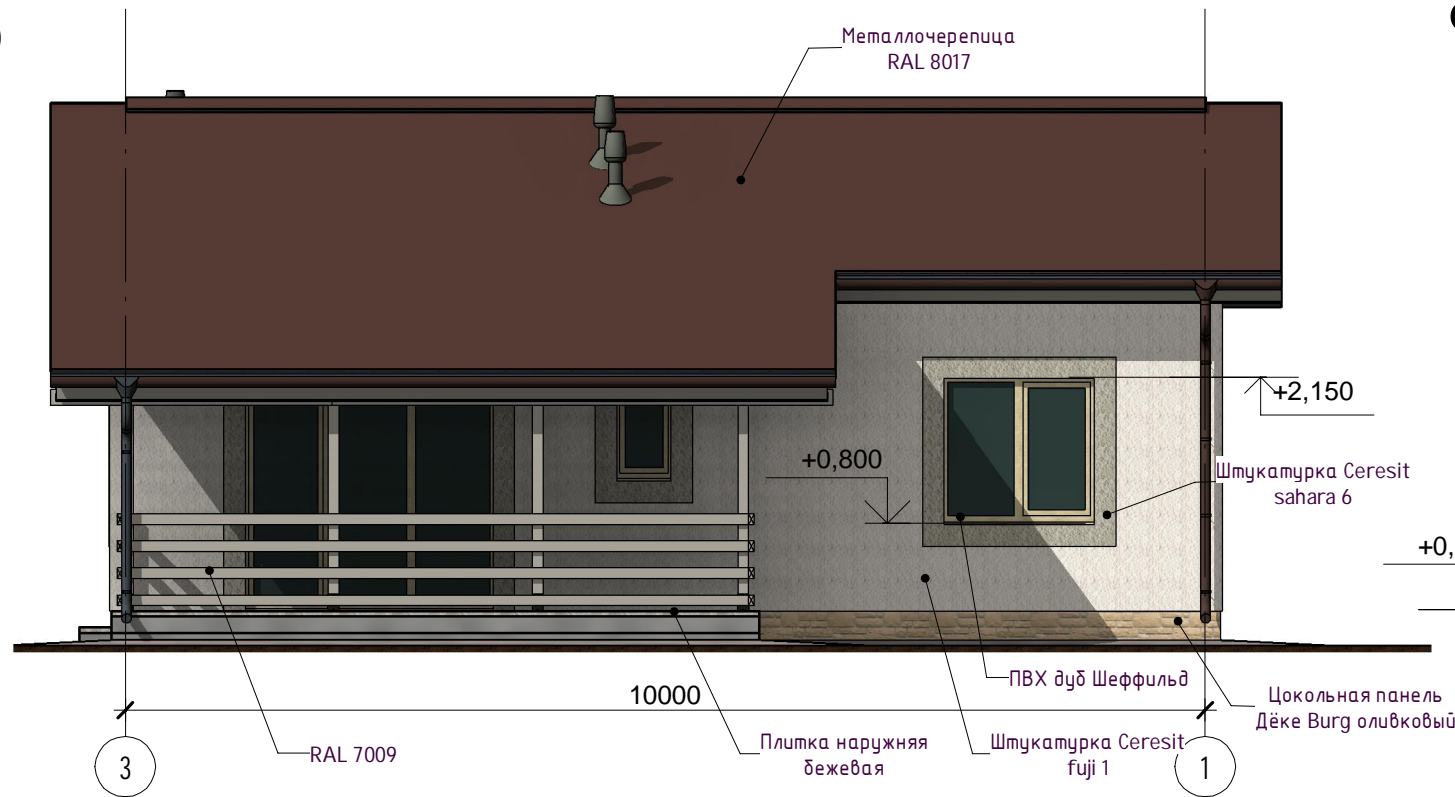 Металлочерепица
RAL 8017
+2,150
+0,800
Штукатурка Ceresit
sahara 6
+0,
ПВХ дуб Шеффильд
10000
Цокольная панель
Дёке Burg оливковый
RAL 7009
Плитка наружняя
бежевая
Штукатурка Ceresit
fuji 1
3
1